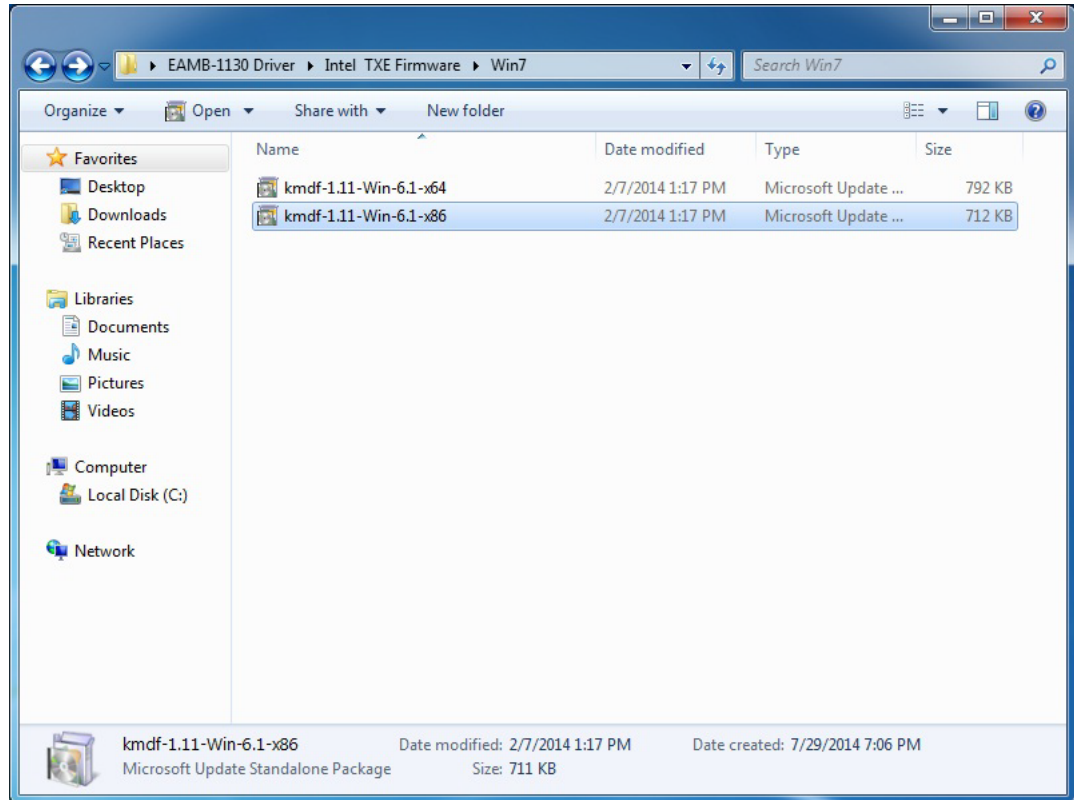 EAMB-1130 Driver Intel TXE Firmware Win7 Search Win7
Organize Open Share with New folder
Name Date modified Type Size
Favorites
Desktop
Downloads
Recent Places
Libraries
Documents
Music
Pictures
Videos
Computer
Local Disk (C:)
Network
kmdf-1.11-Win-6.1-x64 2/7/2014 1:17 PM Microsoft Update ... 792 KB
kmdf-1.11-Win-6.1-x86 2/7/2014 1:17 PM Microsoft Update ... 712 KB
kmdf-1.11-Win-6.1-x86 Date modified: 2/7/2014 1:17 PM Date created: 7/29/2014 7:06 PM
Microsoft Update Standalone Package Size: 711 KB